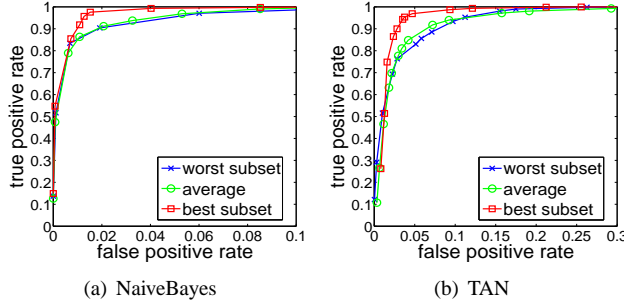 1
0.9
0.8
0.7
0.6
0.5
0.4
0.3
0.2
0.1
0
true positive rate
worst subset
average
best subset
0 0.02 0.04 0.06 0.08 0.1
false positive rate
(a) NaiveBayes
1
0.9
0.8
0.7
0.6
0.5
0.4
0.3
0.2
0.1
0
true positive rate
worst subset
average
best subset
0 0.05 0.1 0.15 0.2 0.25 0.3
false positive rate
(b) TAN